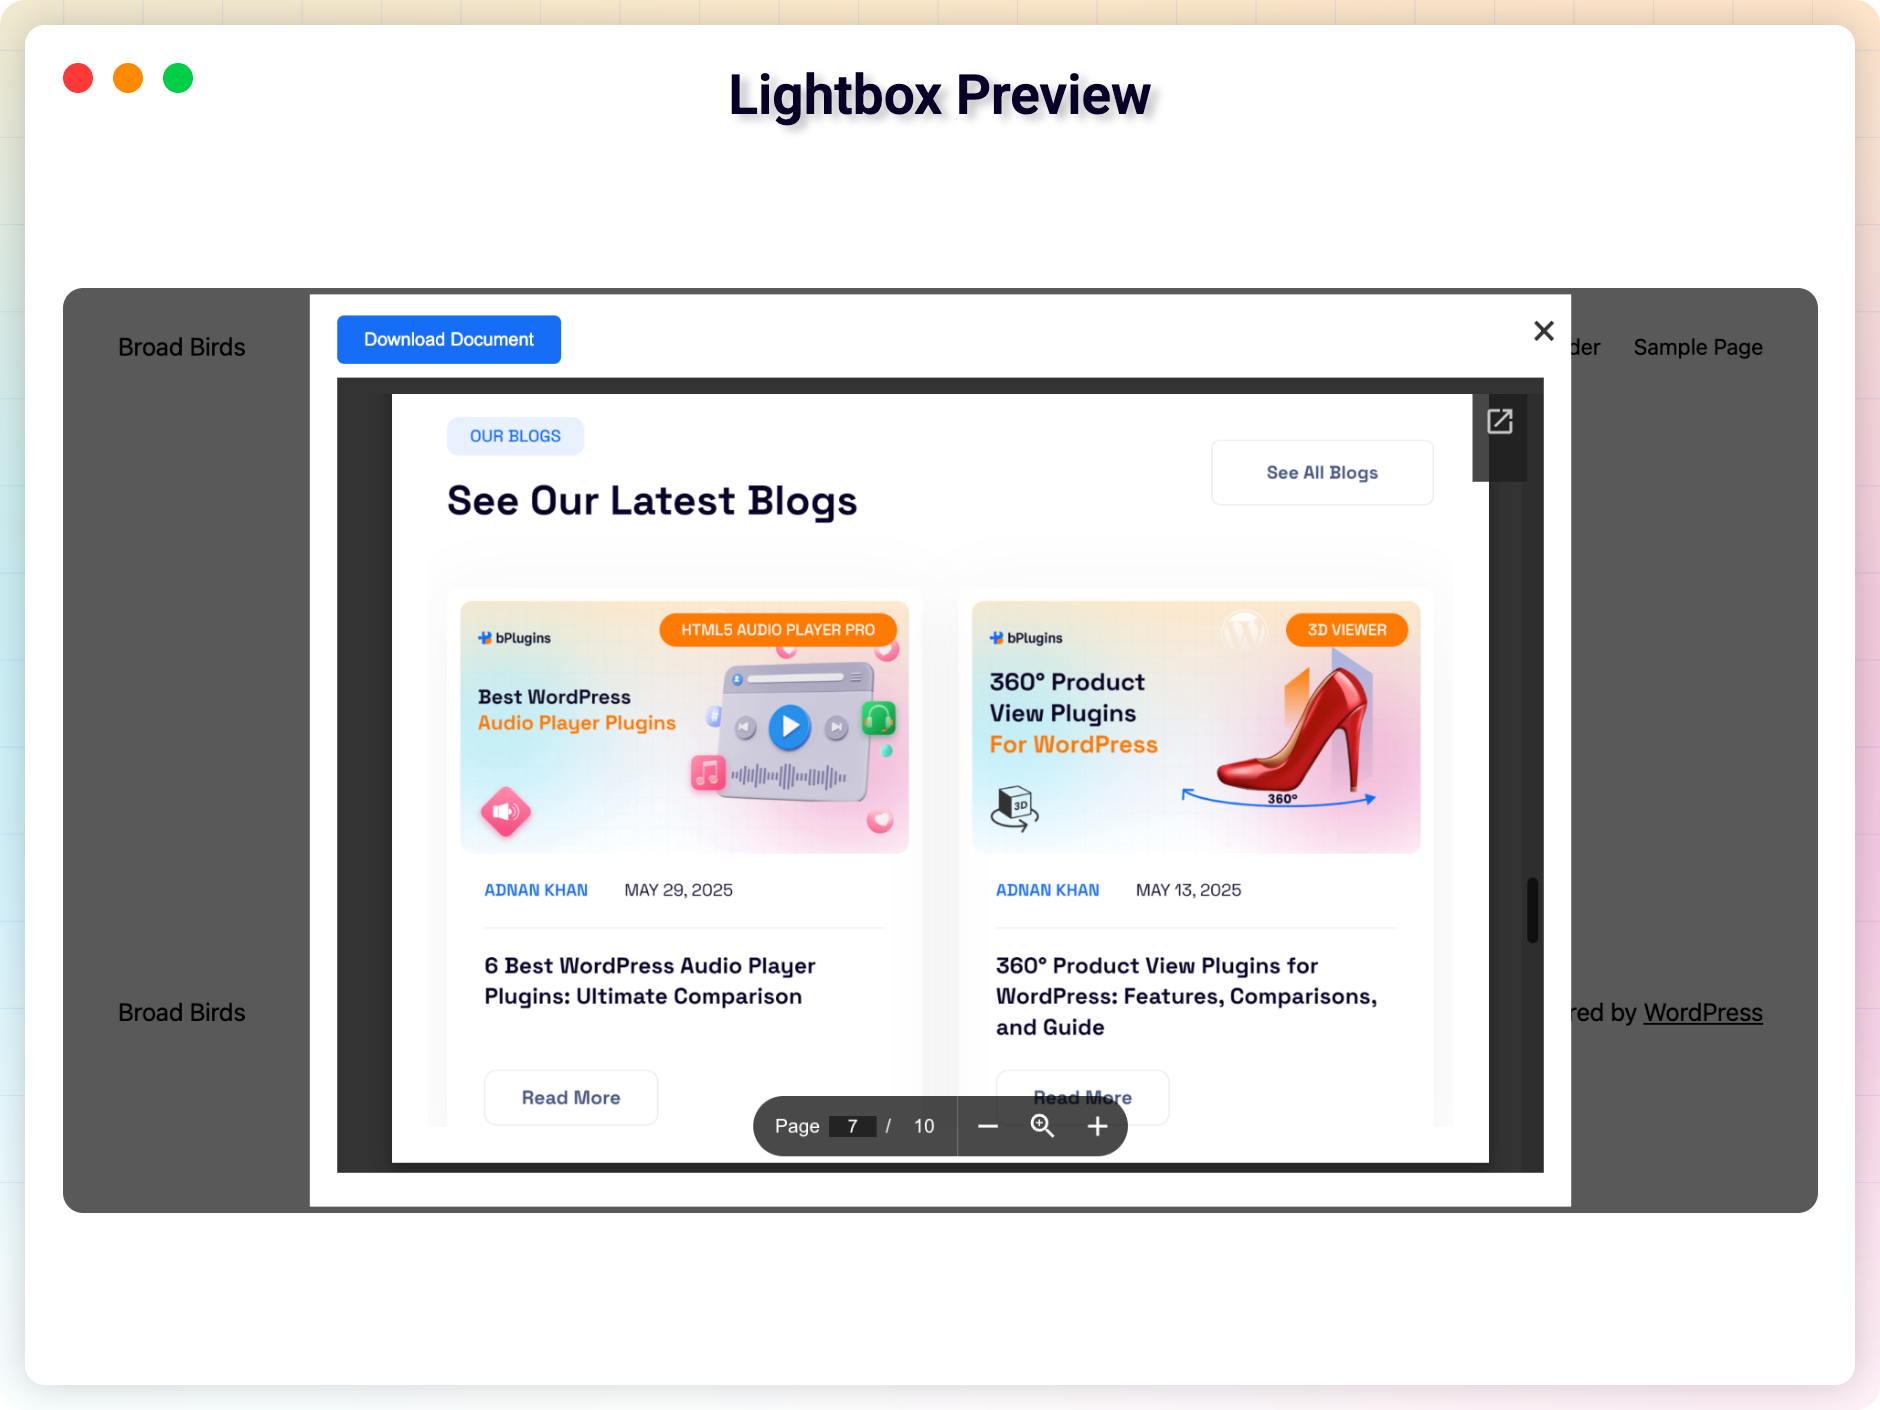 Lightbox Preview
Broad Birds
Download Document
Sample Page
OUR BLOGS
See Our Latest Blogs
See All Blogs
bPlugins
HTML5 AUDIO PLAYER PRO
Best WordPress
Audio Player Plugins
bPlugins
3D VIEWER
360° Product
View Plugins
For WordPress
3D
360°
ADNAN KHAN MAY 29, 2025
6 Best WordPress Audio Player
Plugins: Ultimate Comparison
Read More
ADNAN KHAN MAY 13, 2025
360° Product View Plugins for
WordPress: Features, Comparisons,
and Guide
Read More
Page 7 / 10
Broad Birds
by WordPress